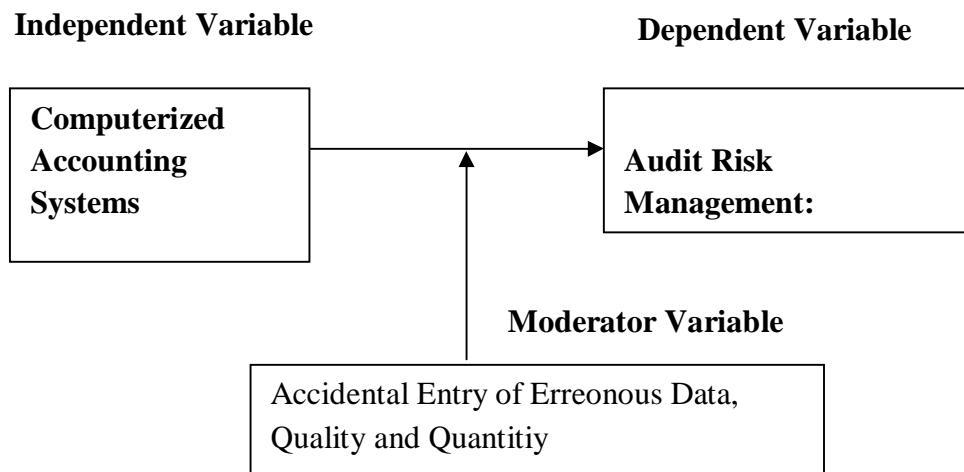 Independent Variable
Dependent Variable
Computerized
Accounting
Systems
Audit Risk
Management:
Moderator Variable
Accidental Entry of Erreonous Data,
Quality and Quantitiy